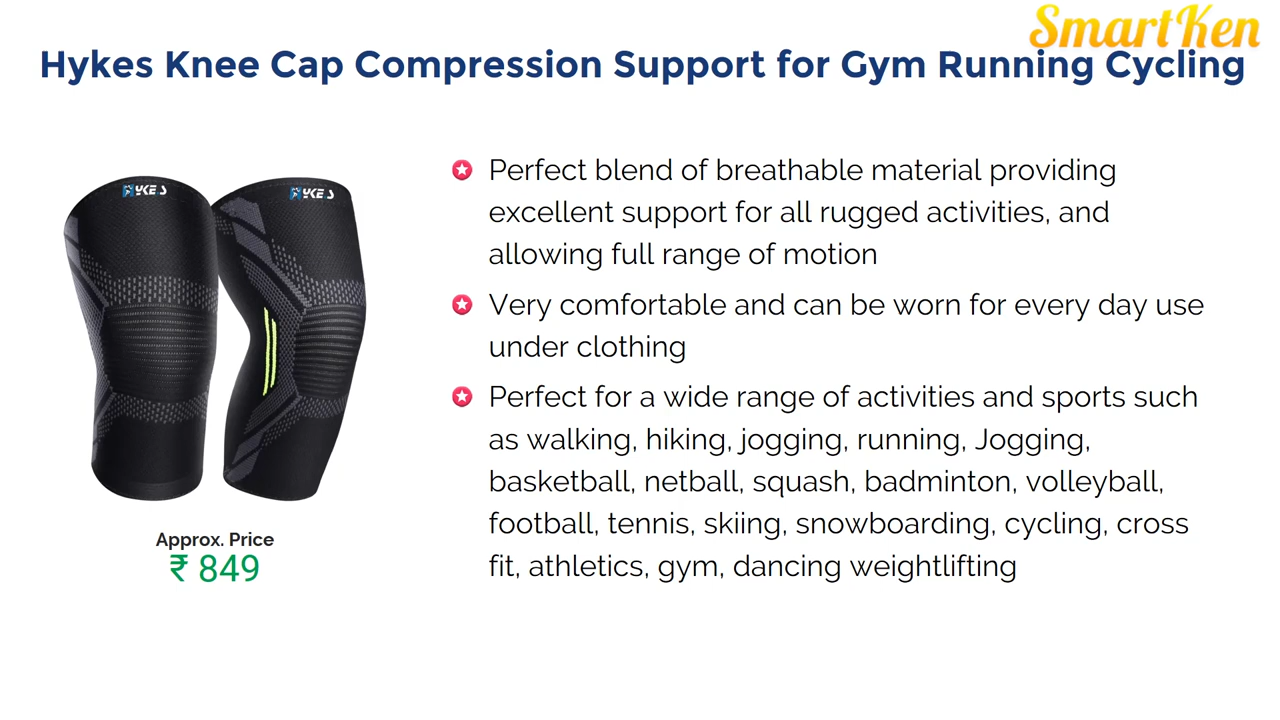 SmartKen
Hykes Knee Cap Compression Support for Gym Running Cycling
HYKES
HYKES
Perfect blend of breathable material providing
excellent support for all rugged activities, and
allowing full range of motion
Very comfortable and can be worn for every day use
under clothing
Perfect for a wide range of activities and sports such
as walking, hiking, jogging, running, Jogging,
basketball, netball, squash, badminton, volleyball,
football, tennis, skiing, snowboarding, cycling, cross
fit, athletics, gym, dancing weightlifting
Approx. Price
₹ 849